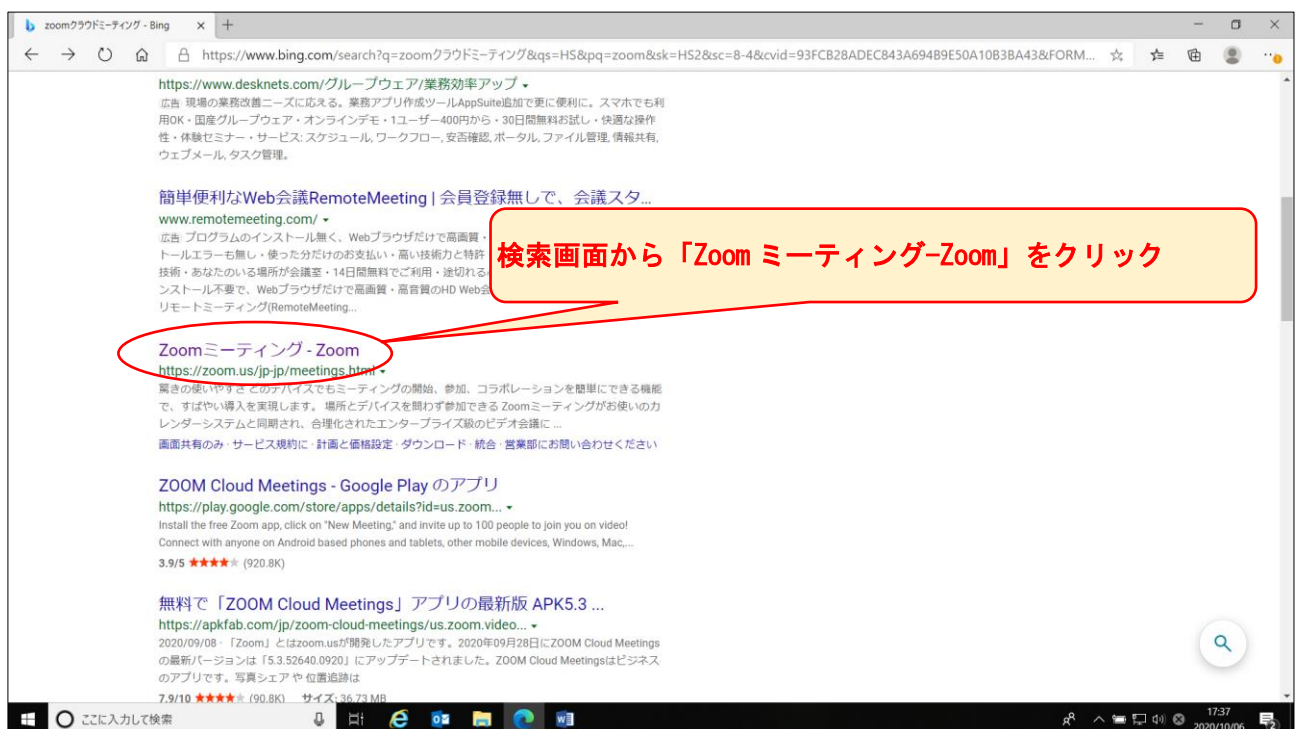 zoomクラウドミーティング - Bing
https://www.bing.com/search?q=zoomクラウドミーティング&qs=HS&pq=zoom&sk=HS2&sc=8-4&cvid=93FCB28ADEC843A694B9E50A10B3BA43&FORM...
https://www.desknets.com/グループウェア/業務効率アップ
広告 現場の業務改善ニーズに応える。業務アプリ作成ツールAppSuite追加で更に便利に。スマホでも利
用OK・国産グループウェア・オンラインデモ・1ユーザー400円から・30日間無料お試し・快適な操作
性・体験セミナー・サービス: スケジュール, ワークフロー, 安否確認, ポータル, ファイル管理, 情報共有,
ウェブメール, タスク管理。
簡単便利なWeb会議RemoteMeeting | 会員登録無しで、会議スタ...
www.remotemeeting.com/
広告 プログラムのインストール無く、Webブラウザだけで高画質・
トールエラーも無し・使った分だけのお支払い・高い技術力と特許
技術・あなたのいる場所が会議室・14日間無料でご利用・途切れる
ンストール不要で、Webブラウザだけで高画質・高音質のHD Web会
リモートミーティング(RemoteMeeting...
検索画面から「Zoom ミーティング-Zoom」をクリック
Zoomミーティング - Zoom
https://zoom.us/jp-jp/meetings.html
驚きの使いやすさ どのデバイスでもミーティングの開始、参加、コラボレーションを簡単にできる機能
で、すばやい導入を実現します。 場所とデバイスを問わず参加できる Zoomミーティングがお使いのカ
レンダーシステムと同期され、合理化されたエンタープライズ級のビデオ会議に ...
画面共有のみ · サービス規約に · 計画と価格設定 · ダウンロード · 統合 · 営業部にお問い合わせください
ZOOM Cloud Meetings - Google Play のアプリ
https://play.google.com/store/apps/details?id=us.zoom...
Install the free Zoom app, click on "New Meeting," and invite up to 100 people to join you on video!
Connect with anyone on Android based phones and tablets, other mobile devices, Windows, Mac,...
3.9/5 ★★★★★ (920.8K)
無料で「ZOOM Cloud Meetings」アプリの最新版 APK5.3 ...
https://apkfab.com/jp/zoom-cloud-meetings/us.zoom.video...
2020/09/08 · 「Zoom」とはzoom.usが開発したアプリです。2020年09月28日にZOOM Cloud Meetings
の最新バージョンは「5.3.52640.0920」にアップデートされました。ZOOM Cloud Meetingsはビジネス
のアプリです。写真シェア や 位置追跡は
7.9/10 ★★★★★ (90.8K) サイズ: 36.73 MB
ここに入力して検索
17:37
2020/10/06